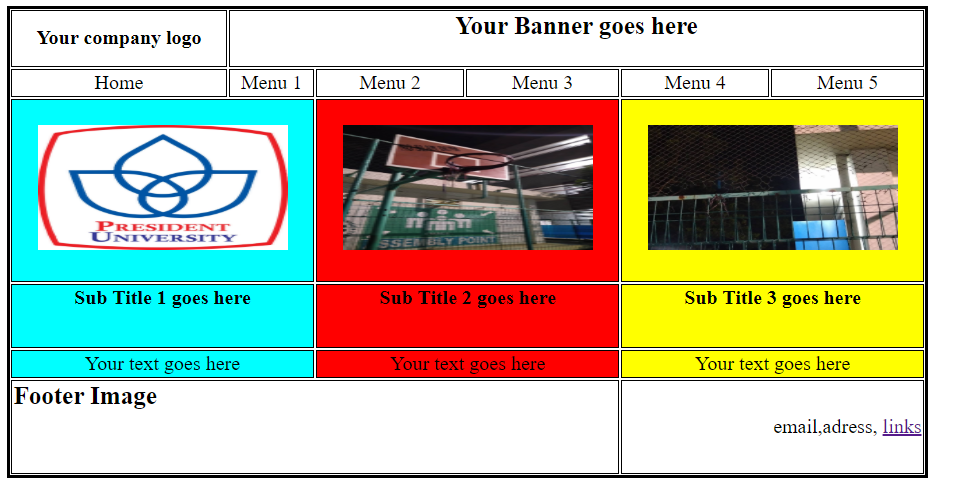 Your company logo
Your Banner goes here
Home Menu 1 Menu 2 Menu 3 Menu 4 Menu 5
PRESIDENT
UNIVERSITY
ASSEMBLY POINT
Sub Title 1 goes here Sub Title 2 goes here Sub Title 3 goes here
Your text goes here Your text goes here Your text goes here
Footer Image
email,adress, links